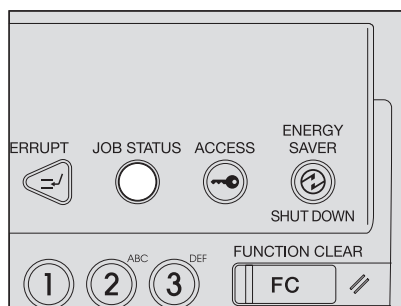 ENERGY
ERRUPT JOB STATUS ACCESS SAVER
SHUT DOWN
ABC DEF FUNCTION CLEAR
1 2 3 FC